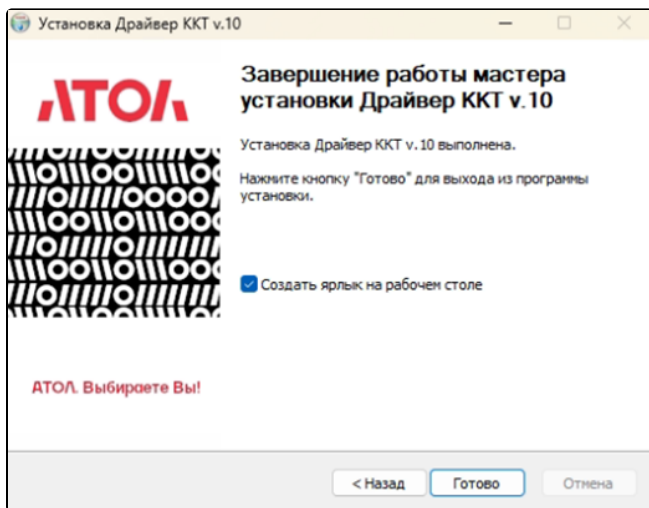 Установка Драйвер ККТ v.10
АТОЛ
Завершение работы мастера
установки Драйвер ККТ v.10
Установка Драйвер ККТ v.10 выполнена.
Нажмите кнопку "Готово" для выхода из программы
установки.
Создать ярлык на рабочем столе
АТОЛ. Выбираете Вы!
< Назад
Готово
Отмена